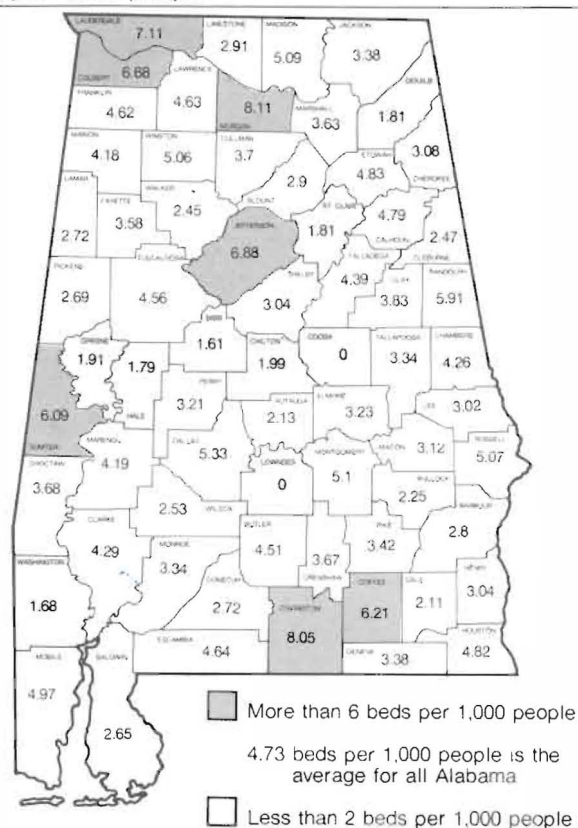 LAUDERDALE
7.11
LIMESTONE
2.91
MADISON
5.09
JACKSON
3.38
COLBERT
6.68
LAWRENCE
4.63
FRANKLIN
4.62
MORGAN
8.11
MARSHALL
3.63
DEKALB
1.81
MARION
4.18
WINSTON
5.06
CULLMAN
3.7
ETOWAH
4.83
CHEROKEE
3.08
LAMAR
2.72
FAYETTE
3.58
WALKER
2.45
BLOUNT
2.9
ST. CLAIR
1.81
CALHOUN
4.79
CLEBURNE
2.47
JEFFERSON
6.88
TALLADEGA
4.39
CLAY
3.83
RANDOLPH
5.91
PICKENS
2.69
TUSCALOOSA
4.56
SHELBY
3.04
BIBB
1.61
CHILTON
1.99
COOSA
0
TALLAPOOSA
3.34
CHAMBERS
4.26
GREENE
1.91
HALE
1.79
PERRY
3.21
AUTAUGA
2.13
ELMORE
3.23
LEE
3.02
SUMTER
6.09
MARENGO
4.19
DALLAS
5.33
LOWNDES
0
MONTGOMERY
5.1
MACON
3.12
RUSSELL
5.07
BULLOCK
2.25
CHOCTAW
3.68
WILCOX
2.53
CLARKE
4.29
MONROE
3.34
BUTLER
4.51
CRENSHAW
3.67
PIKE
3.42
BARBOUR
2.8
WASHINGTON
1.68
CONECUH
2.72
COVINGTON
8.05
COFFEE
6.21
DALE
2.11
HENRY
3.04
HOUSTON
4.82
GENEVA
3.38
ESCAMBIA
4.64
MOBILE
4.97
BALDWIN
2.65
More than 6 beds per 1,000 people
4.73 beds per 1,000 people is the
average for all Alabama
Less than 2 beds per 1,000 people